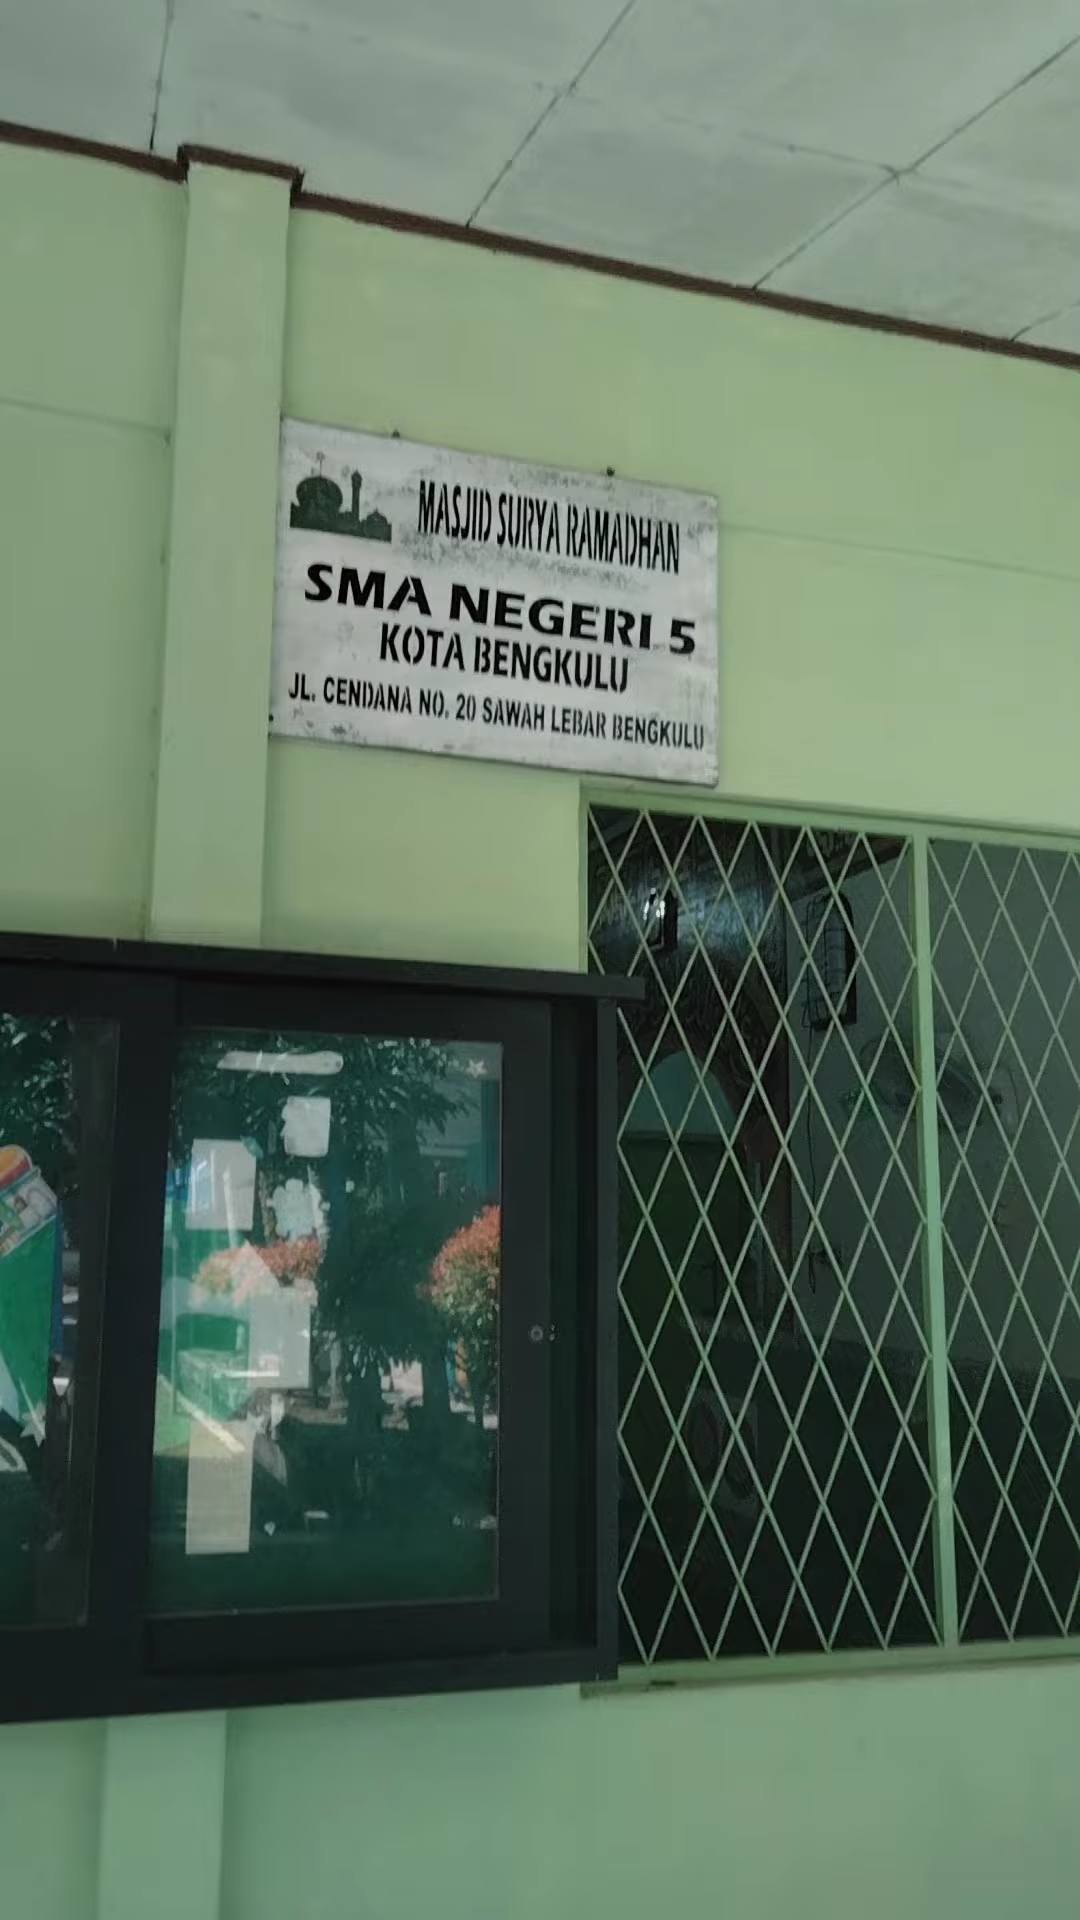 MASJID SURYA RAMADHAN
SMA NEGERI 5
KOTA BENGKULU
JL. CENDANA NO. 20 SAWAH LEBAR BENGKULU